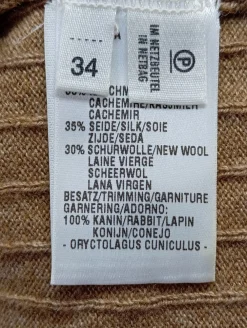 34
IM NETZBEUTEL
IN NETBAG
P
CACHEMIRE/KASCHMIR
CACHEMIR
35% SEIDE/SILK/SOIE
ZIJDE/SEDA
30% SCHURWOLLE/NEW WOOL
LAINE VIERGE
SCHEERWOL
LANA VIRGEN
BESATZ/TRIMMING/GARNITURE
GARNERING/ADORNO:
100% KANIN/RABBIT/LAPIN
KONIJN/CONEJO
- ORYCTOLAGUS CUNICULUS -